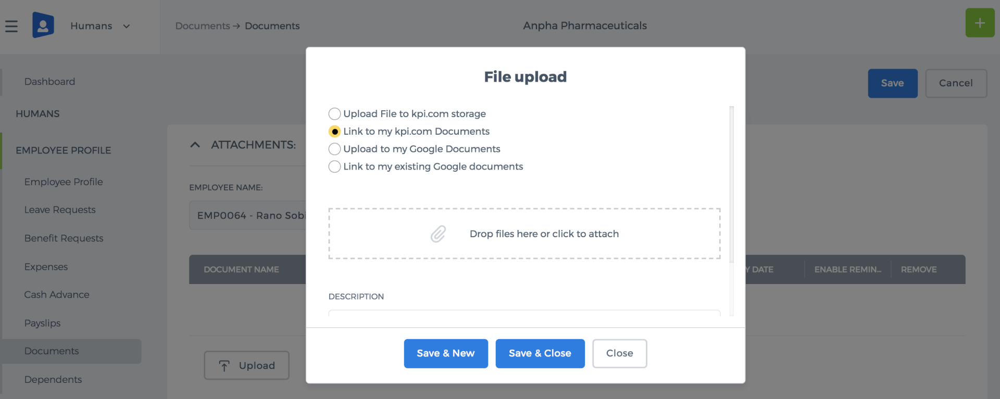 Humans
Documents → Documents
Anpha Pharmaceuticals
Dashboard
HUMANS
EMPLOYEE PROFILE
Employee Profile
Leave Requests
Benefit Requests
Expenses
Cash Advance
Payslips
Documents
Dependents
Save
Cancel
ATTACHMENTS:
EMPLOYEE NAME:
EMP0064 - Rano Sobi
DOCUMENT NAME
Y DATE
ENABLE REMIN...
REMOVE
Upload
File upload
Upload File to kpi.com storage
Link to my kpi.com Documents
Upload to my Google Documents
Link to my existing Google documents
Drop files here or click to attach
DESCRIPTION
Save & New
Save & Close
Close